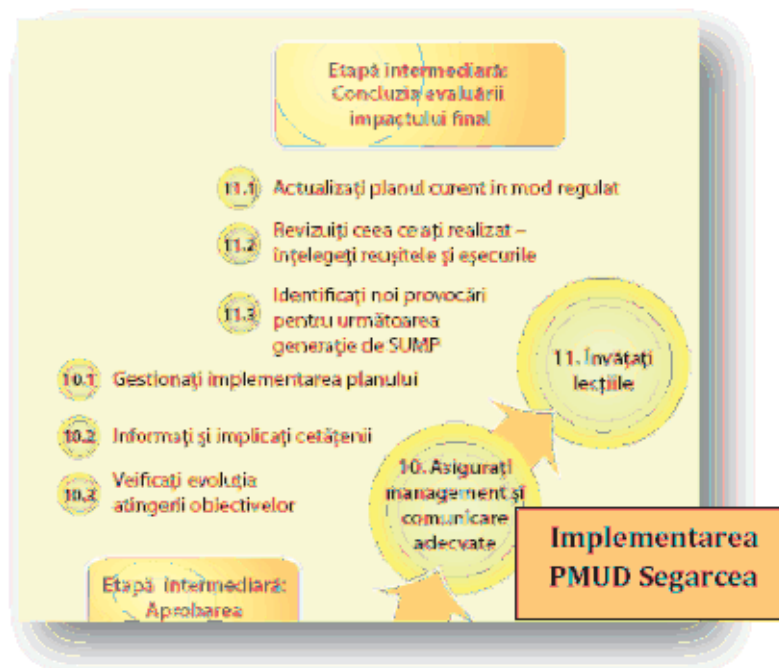 Etapă intermediară:
Concluzia evaluării
impactului final
11.1 Actualizați planul curent in mod regulat
11.2 Revizuiți ceea ce ați realizat –
înțelegeți reușitele și eșecurile
11.3 Identificați noi provocări
pentru următoarea
generație de SUMP
11. Învățați
lecțiile
10.1 Gestionați implementarea planului
10.2 Informați și implicați cetățenii
10.3 Veificați evoluția
atingerii obiectivelor
10. Asigurați
management și
comunicare
adecvate
Implementarea
PMUD Segarcea
Etapă intermediară:
Aprobarea